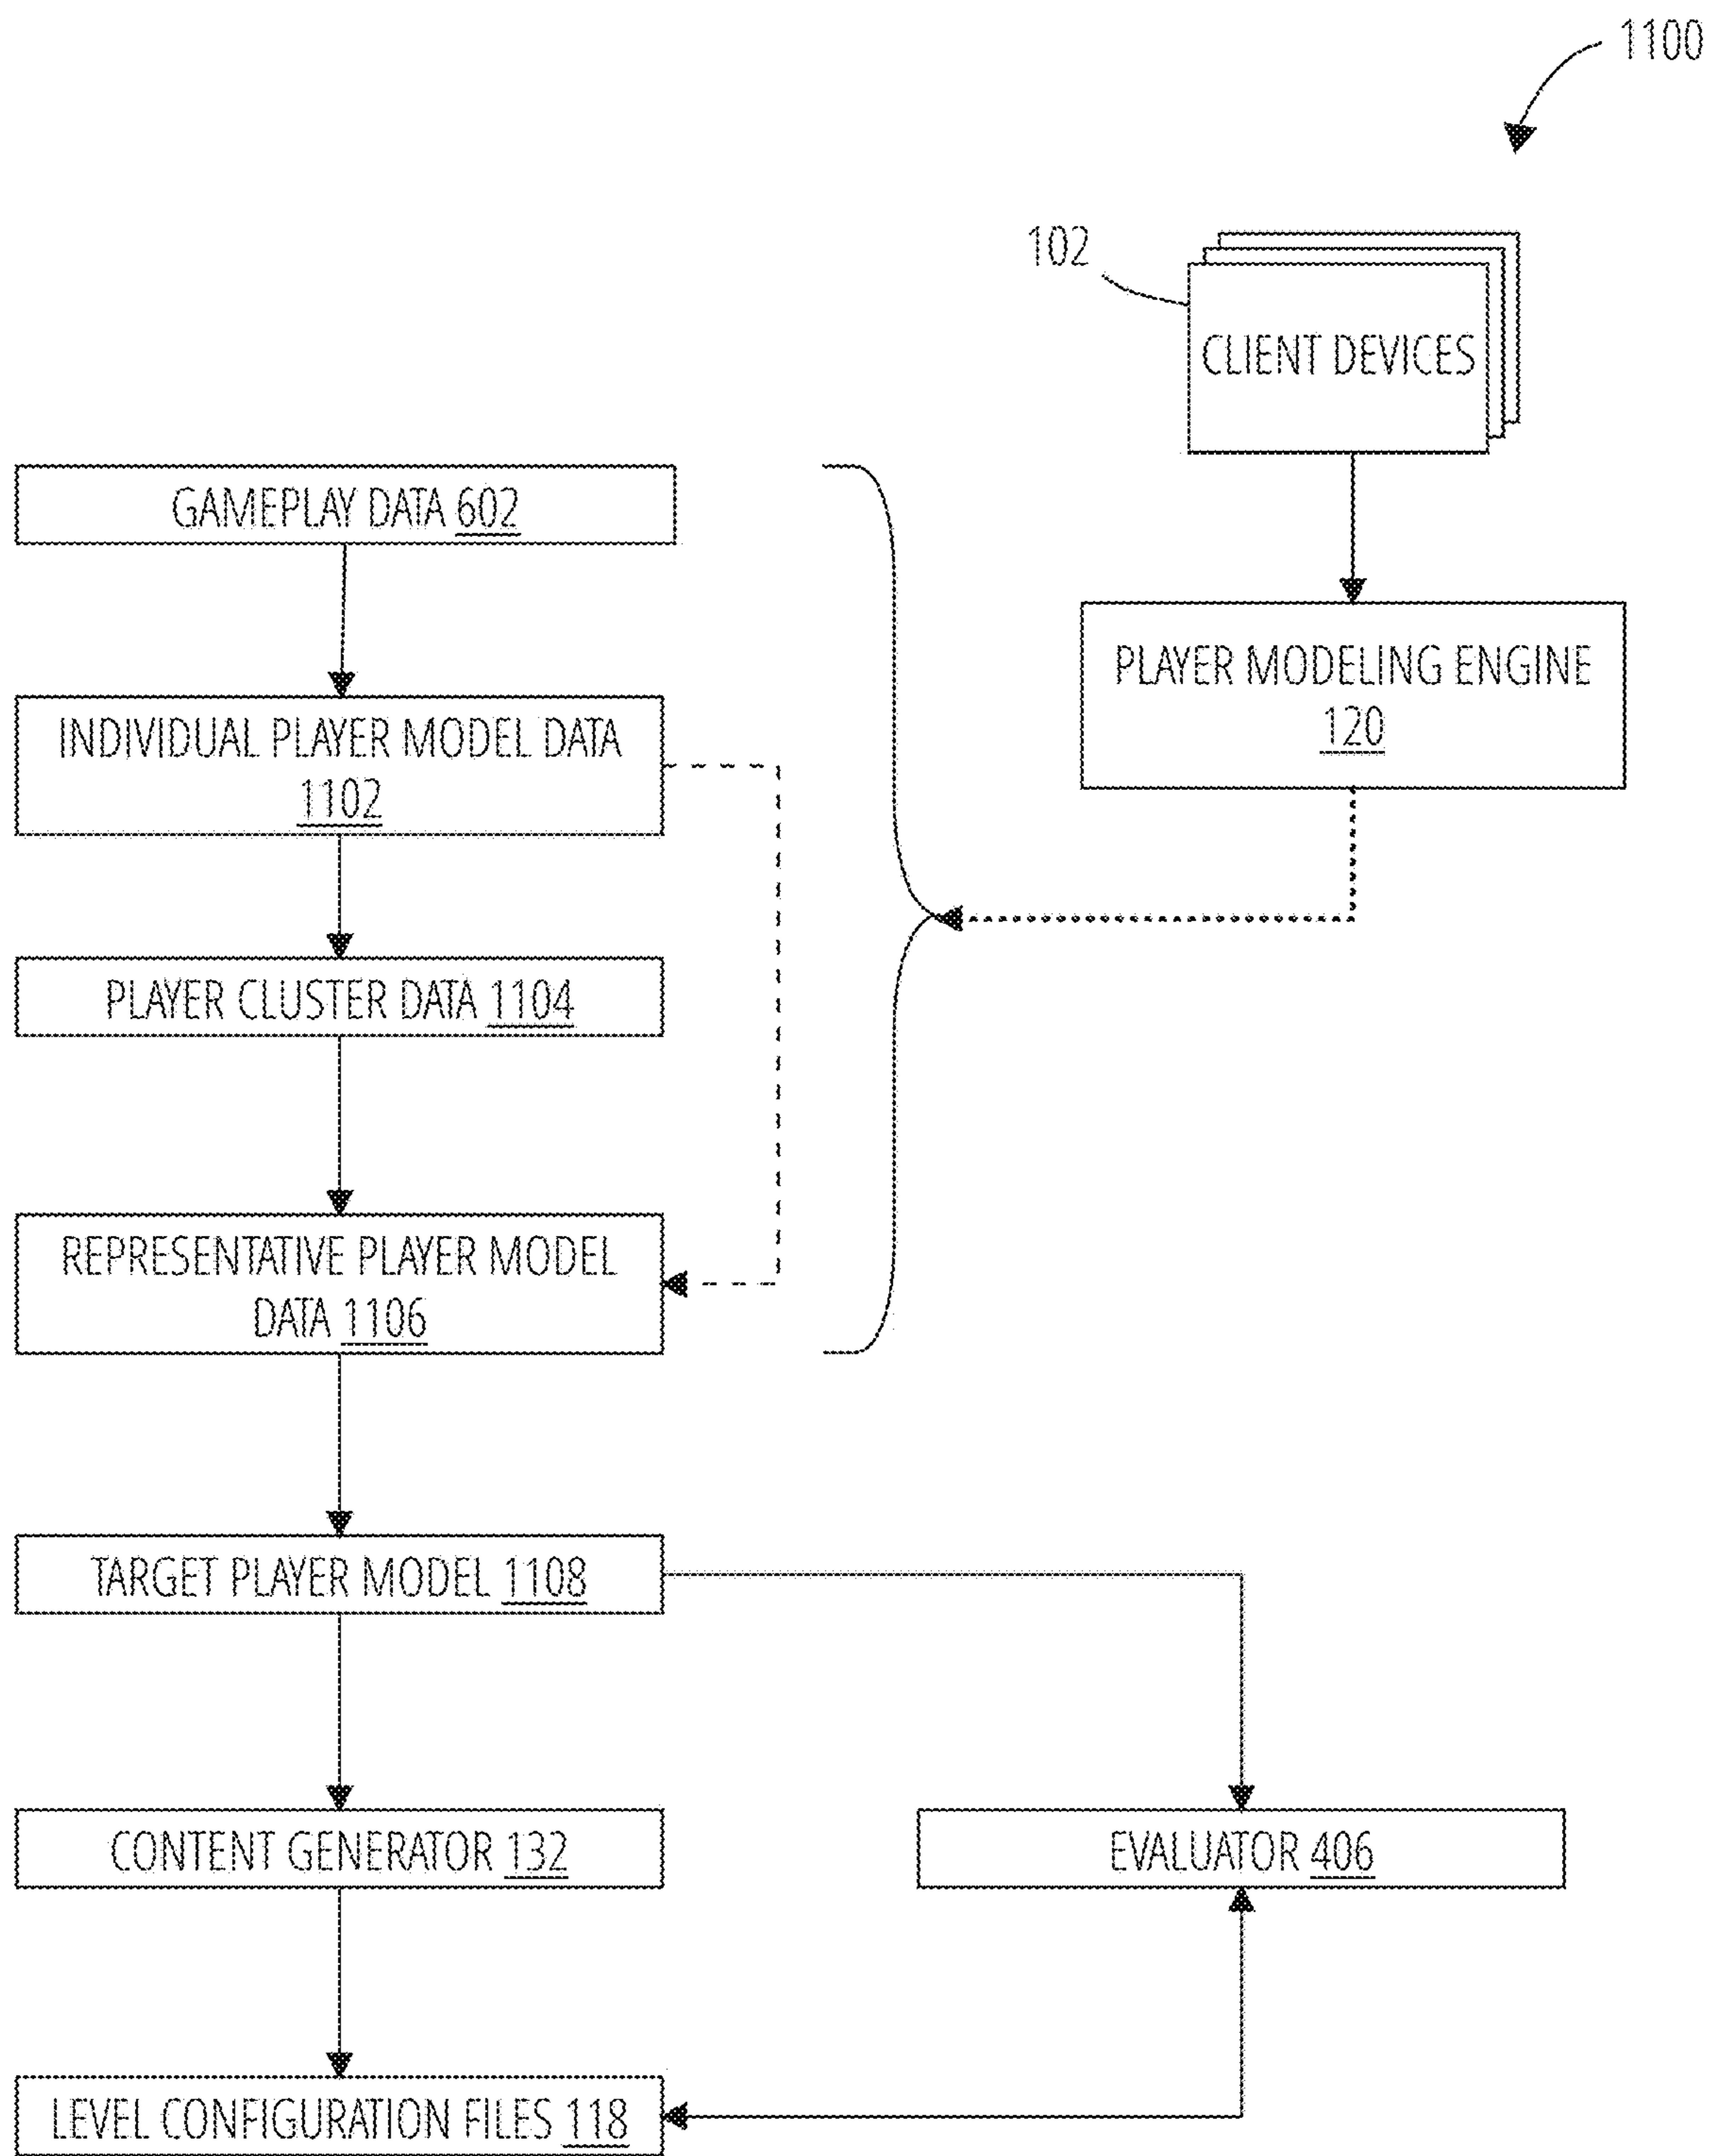 1100
102
CLIENT DEVICES
GAMEPLAY DATA 602
PLAYER MODELING ENGINE
120
INDIVIDUAL PLAYER MODEL DATA
1102
PLAYER CLUSTER DATA 1104
REPRESENTATIVE PLAYER MODEL
DATA 1106
TARGET PLAYER MODEL 1108
CONTENT GENERATOR 132
EVALUATOR 406
LEVEL CONFIGURATION FILES 118